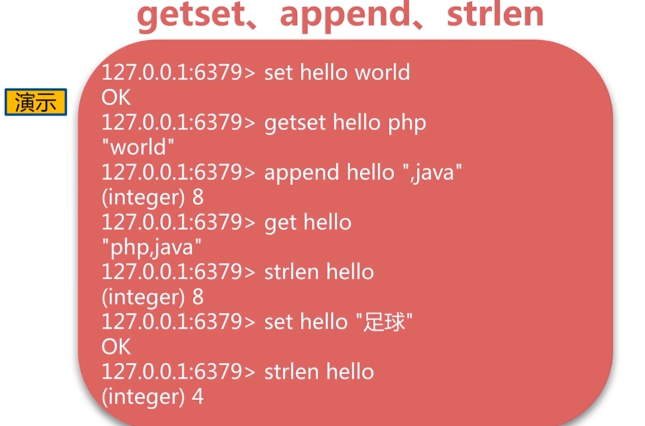 getset、append、strlen
演示
127.0.0.1:6379> set hello world
OK
127.0.0.1:6379> getset hello php
"world"
127.0.0.1:6379> append hello ",java"
(integer) 8
127.0.0.1:6379> get hello
"php,java"
127.0.0.1:6379> strlen hello
(integer) 8
127.0.0.1:6379> set hello "足球"
OK
127.0.0.1:6379> strlen hello
(integer) 4